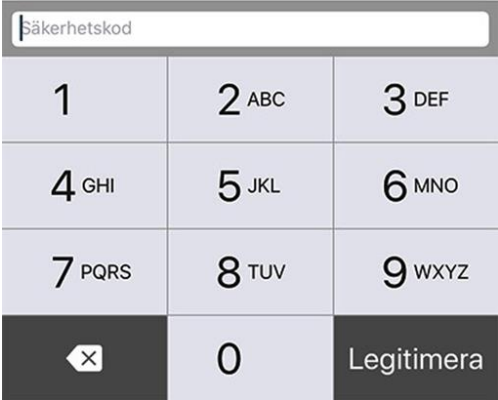 Säkerhetskod
1 2 ABC 3 DEF
4 GHI 5 JKL 6 MNO
7 PQRS 8 TUV 9 WXYZ
0 Legitimera